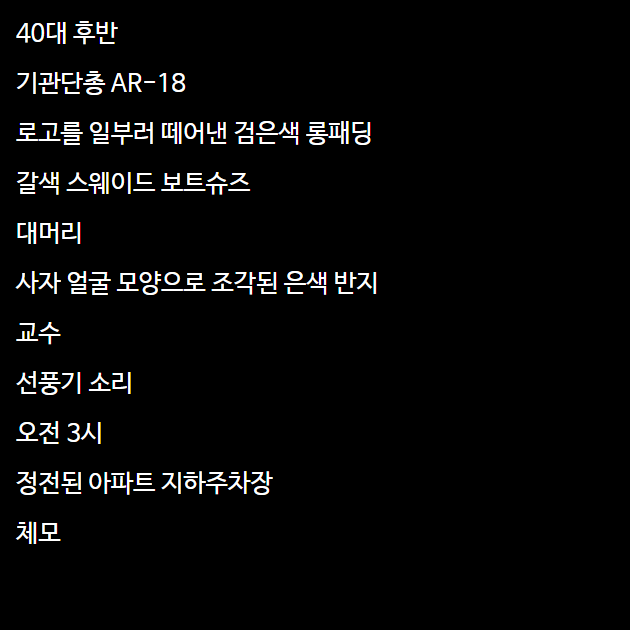 40대 후반
기관단총 AR-18
로고를 일부러 떼어낸 검은색 롱패딩
갈색 스웨이드 보트슈즈
대머리
사자 얼굴 모양으로 조각된 은색 반지
교수
선풍기 소리
오전 3시
정전된 아파트 지하주차장
체모